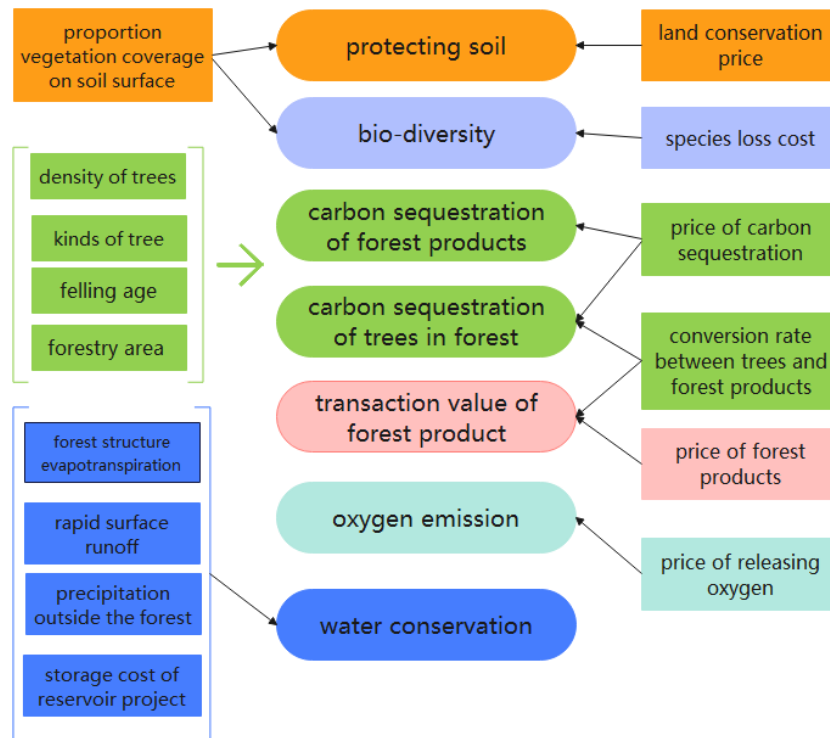 proportion
vegetation coverage
on soil surface
protecting soil
land conservation
price
bio-diversity
species loss cost
density of trees
kinds of tree
felling age
forestry area
carbon sequestration
of forest products
price of carbon
sequestration
carbon sequestration
of trees in forest
conversion rate
between trees and
forest products
transaction value of
forest product
price of forest
products
forest structure
evapotranspiration
rapid surface
runoff
precipitation
outside the forest
storage cost of
reservoir project
oxygen emission
price of releasing
oxygen
water conservation